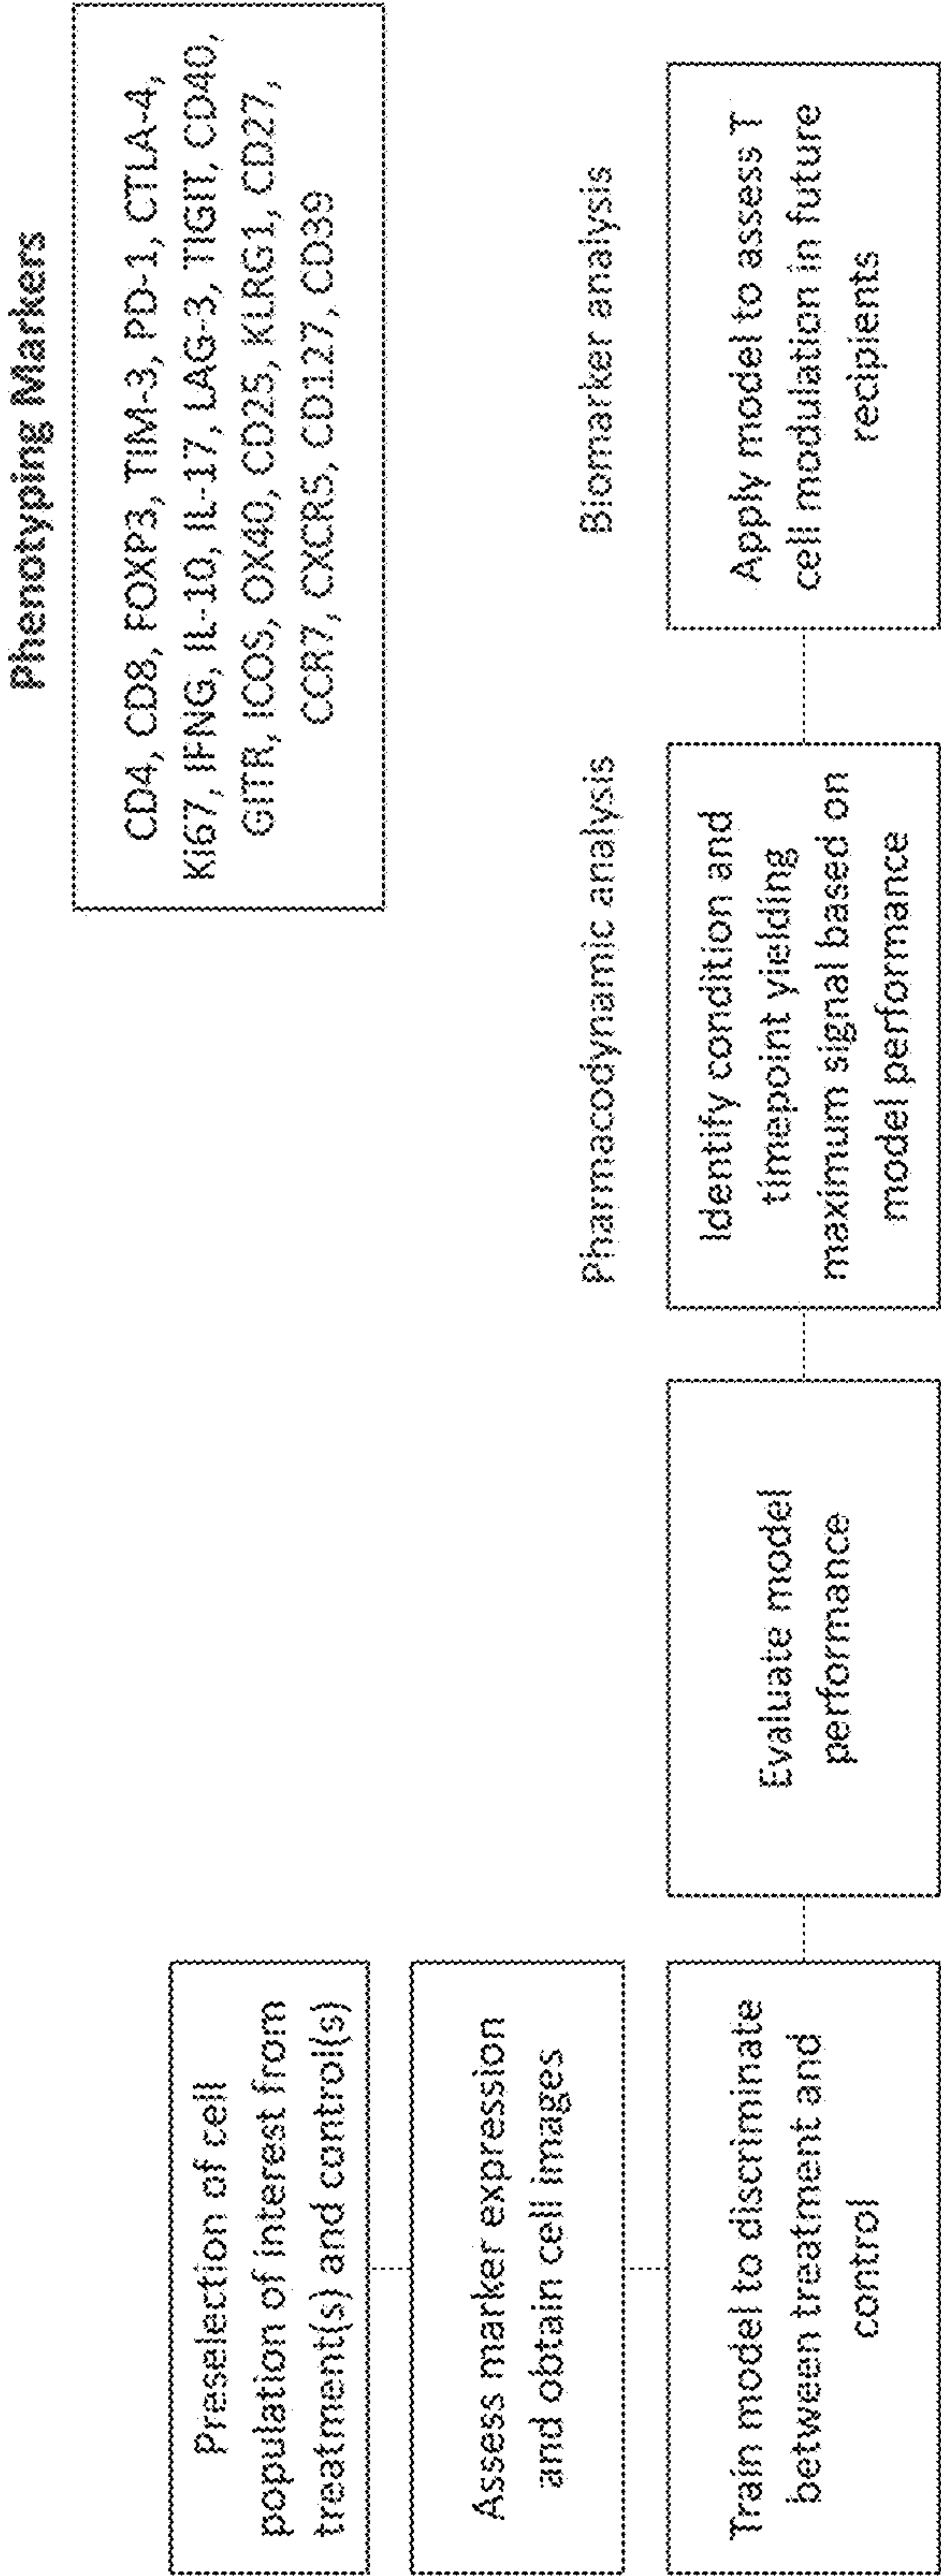 Phenotyping Markers
CD4, CD8, FOXP3, TIM-3, PD-1, CTLA-4,
Ki67, IFNG, IL-10, IL-17, LAG-3, TIGIT, CD40,
GITR, ICOS, OX40, CD25, KLRG1, CD27,
CCR7, CXCR5, CD127, CD39
Preselection of cell
population of interest from
treatment(s) and control(s)
Assess marker expression
and obtain cell images
Train model to discriminate
between treatment and
control
Evaluate model
performance
Pharmacodynamic analysis
Identify condition and
timepoint yielding
maximum signal based on
model performance
Biomarker analysis
Apply model to assess T
cell modulation in future
recipients